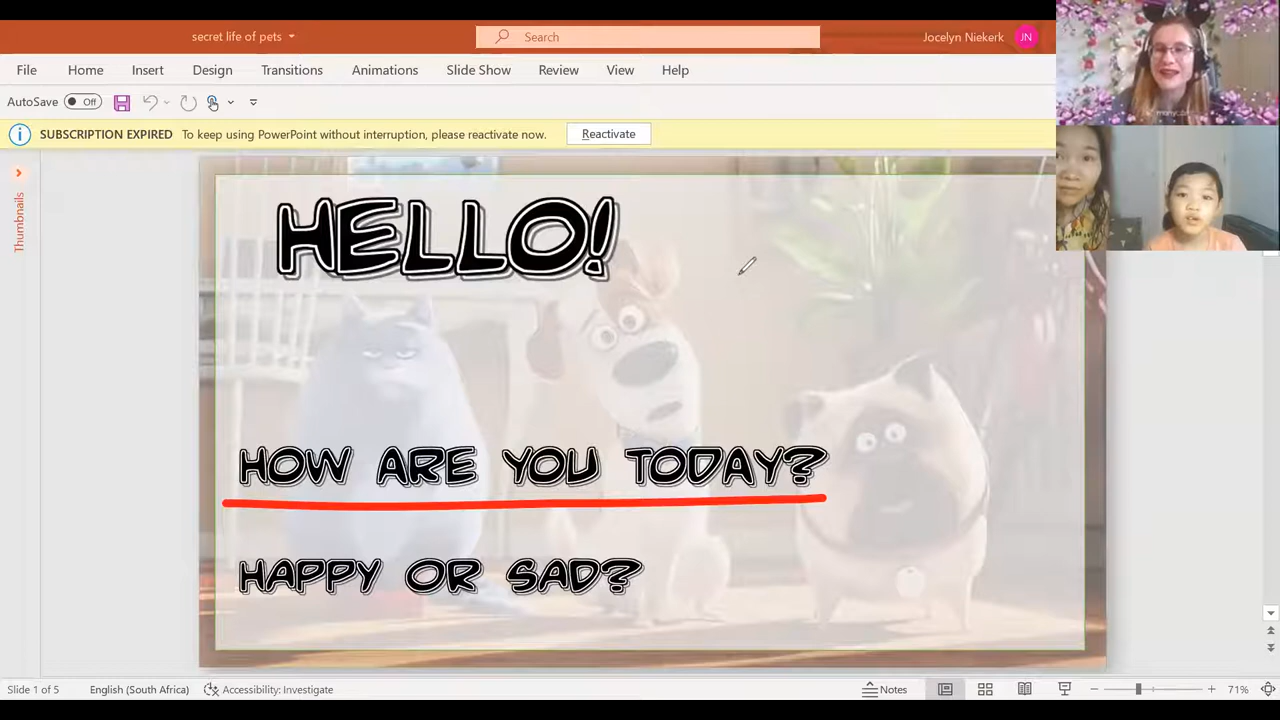 secret life of pets
Search
Jocelyn Niekerk JN
File Home Insert Design Transitions Animations Slide Show Review View Help
AutoSave Off
SUBSCRIPTION EXPIRED To keep using PowerPoint without interruption, please reactivate now. Reactivate
Thumbnails
HELLO!
HOW ARE YOU TODAY?
HAPPY OR SAD?
Slide 1 of 5 English (South Africa) Accessibility: Investigate Notes 71%